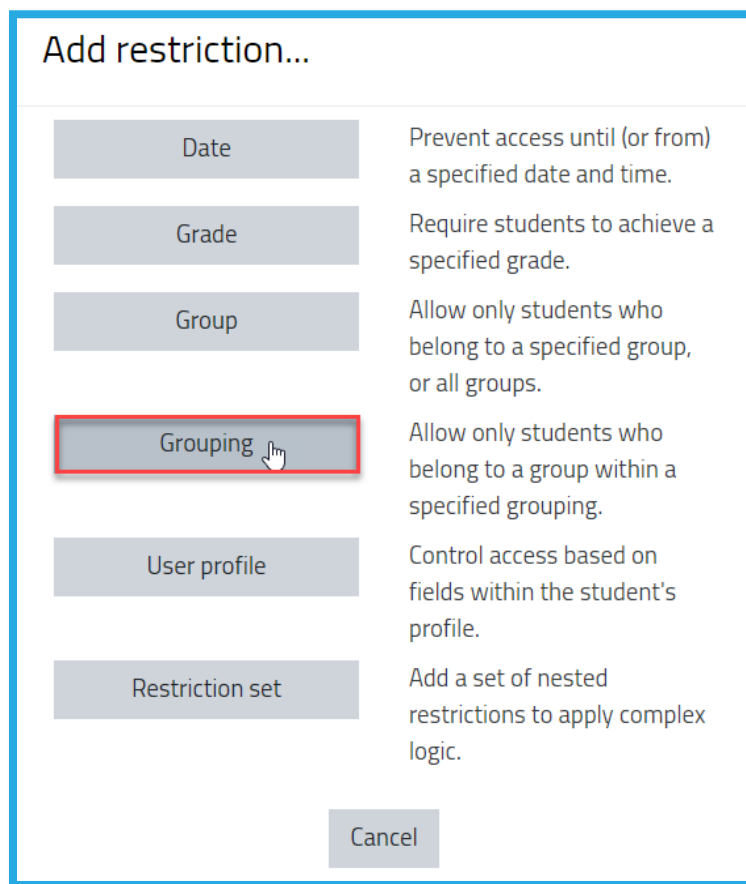 Add restriction...
Date
Prevent access until (or from)
a specified date and time.
Grade
Require students to achieve a
specified grade.
Group
Allow only students who
belong to a specified group,
or all groups.
Grouping
Allow only students who
belong to a group within a
specified grouping.
User profile
Control access based on
fields within the student's
profile.
Restriction set
Add a set of nested
restrictions to apply complex
logic.
Cancel